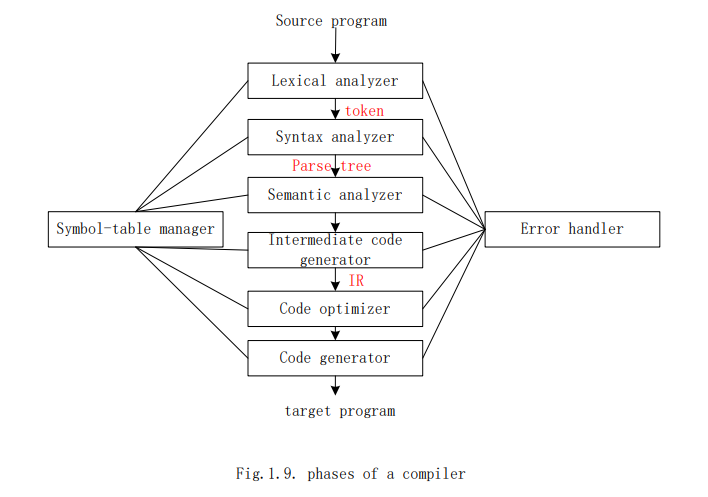 Source program
Lexical analyzer
token
Syntax analyzer
Parse tree
Semantic analyzer
Symbol-table manager
Error handler
Intermediate code
generator
IR
Code optimizer
Code generator
target program
Fig.1.9. phases of a compiler